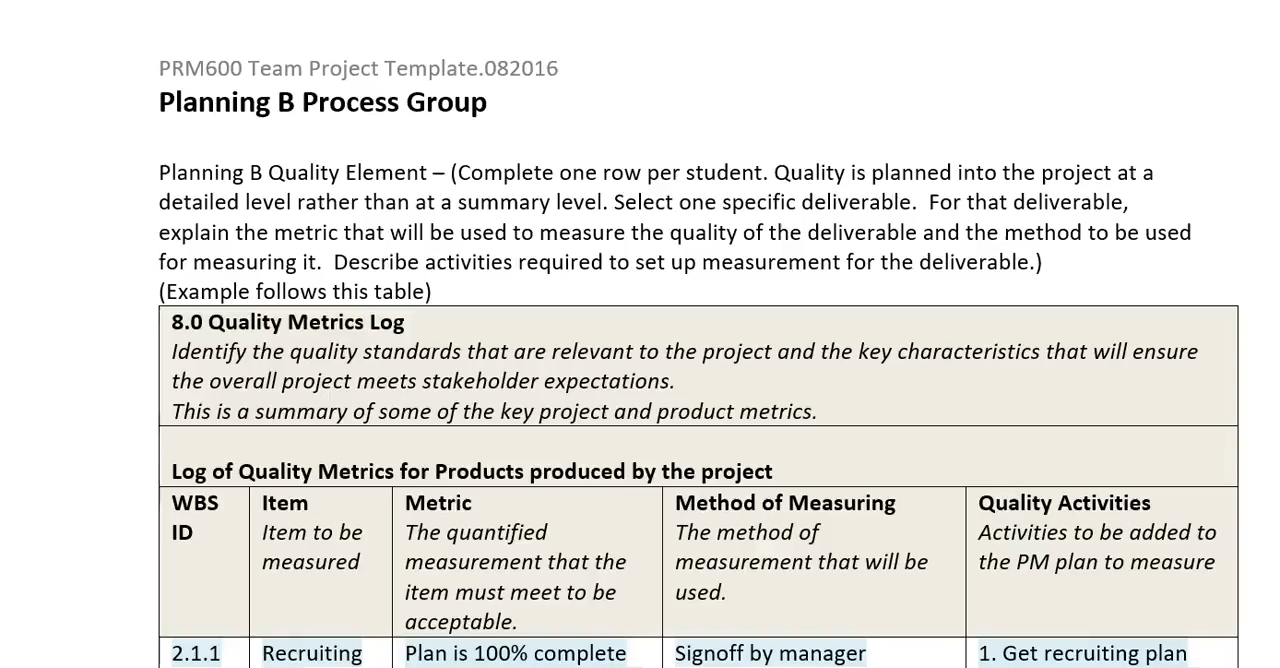 PRM600 Team Project Template.082016
Planning B Process Group
Planning B Quality Element – (Complete one row per student. Quality is planned into the project at a
detailed level rather than at a summary level. Select one specific deliverable.  For that deliverable,
explain the metric that will be used to measure the quality of the deliverable and the method to be used
for measuring it.  Describe activities required to set up measurement for the deliverable.)
(Example follows this table)
8.0 Quality Metrics Log
Identify the quality standards that are relevant to the project and the key characteristics that will ensure
the overall project meets stakeholder expectations.
This is a summary of some of the key project and product metrics.
Log of Quality Metrics for Products produced by the project
WBS
ID
Item
Item to be
measured
Metric
The quantified
measurement that the
item must meet to be
acceptable.
Method of Measuring
The method of
measurement that will be
used.
Quality Activities
Activities to be added to
the PM plan to measure
2.1.1
Recruiting
Plan is 100% complete
Signoff by manager
1. Get recruiting plan